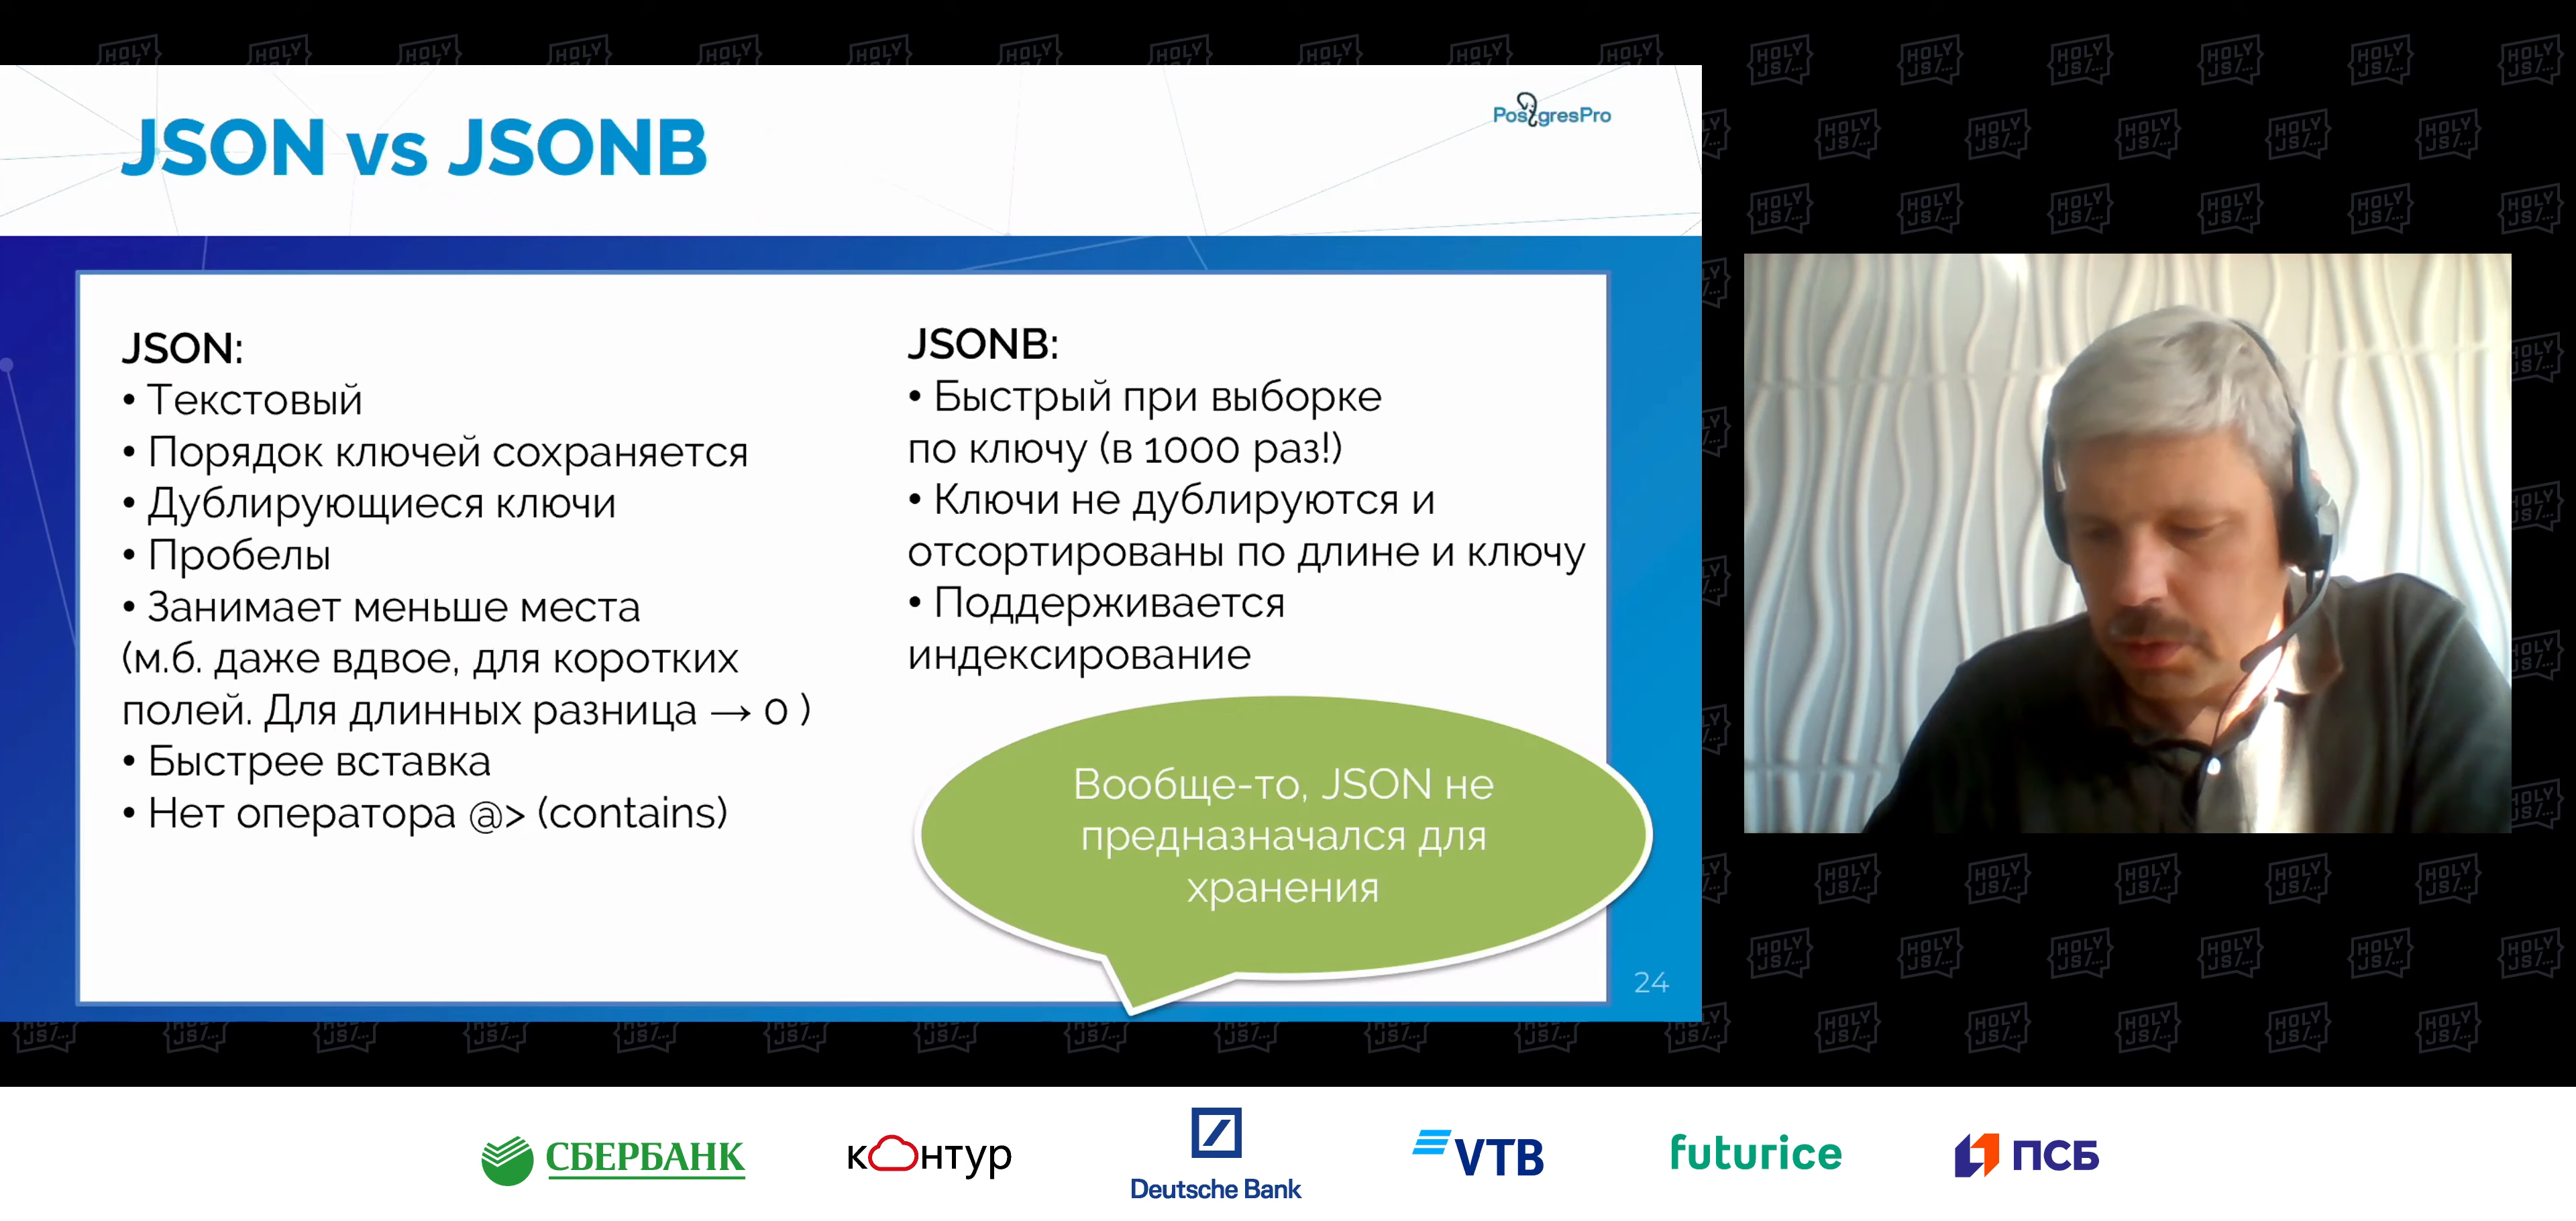 JSON vs JSONB
PostgresPro
JSON:
• Текстовый
• Порядок ключей сохраняется
• Дублирующиеся ключи
• Пробелы
• Занимает меньше места
(м.б. даже вдвое, для коротких
полей. Для длинных разница → 0 )
• Быстрее вставка
• Нет оператора @> (contains)
JSONB:
• Быстрый при выборке
по ключу (в 1000 раз!)
• Ключи не дублируются и
отсортированы по длине и ключу
• Поддерживается
индексирование
Вообще-то, JSON не
предназначался для
хранения
24
HOLY
JS/...
СБЕРБАНК
контур
Deutsche Bank
VTB
futurice
ПСБ